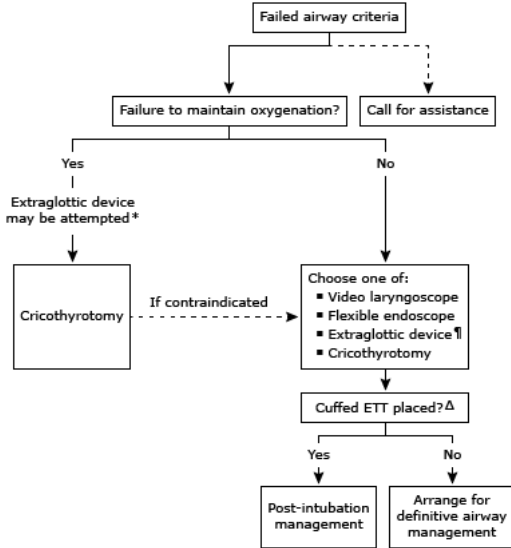 Failed airway criteria
Failure to maintain oxygenation?
Call for assistance
Yes
No
Extraglottic device
may be attempted*
Cricothyrotomy
If contraindicated
Choose one of:
▪ Video laryngoscope
▪ Flexible endoscope
▪ Extraglottic device¶
▪ Cricothyrotomy
Cuffed ETT placed?Δ
Yes
No
Post-intubation
management
Arrange for
definitive airway
management